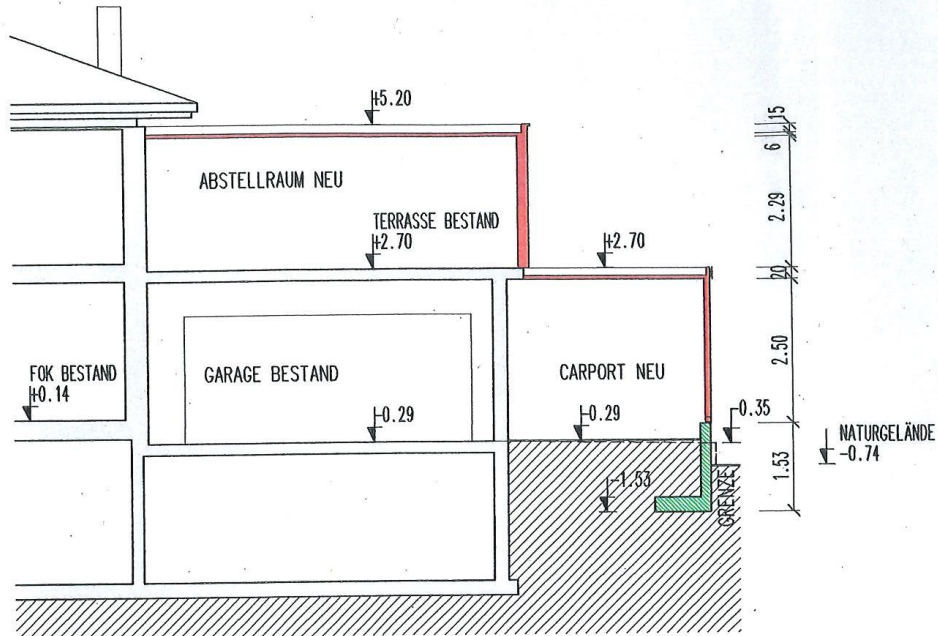 +5.20
15
6
ABSTELLRAUM NEU
2.29
TERRASSE BESTAND
+2.70
+2.70
20
FOK BESTAND
+0.14
GARAGE BESTAND
CARPORT NEU
2.50
-0.29
-0.29
-0.35
NATURGELÄNDE
-0.74
-1.53
GRENZE
1.53